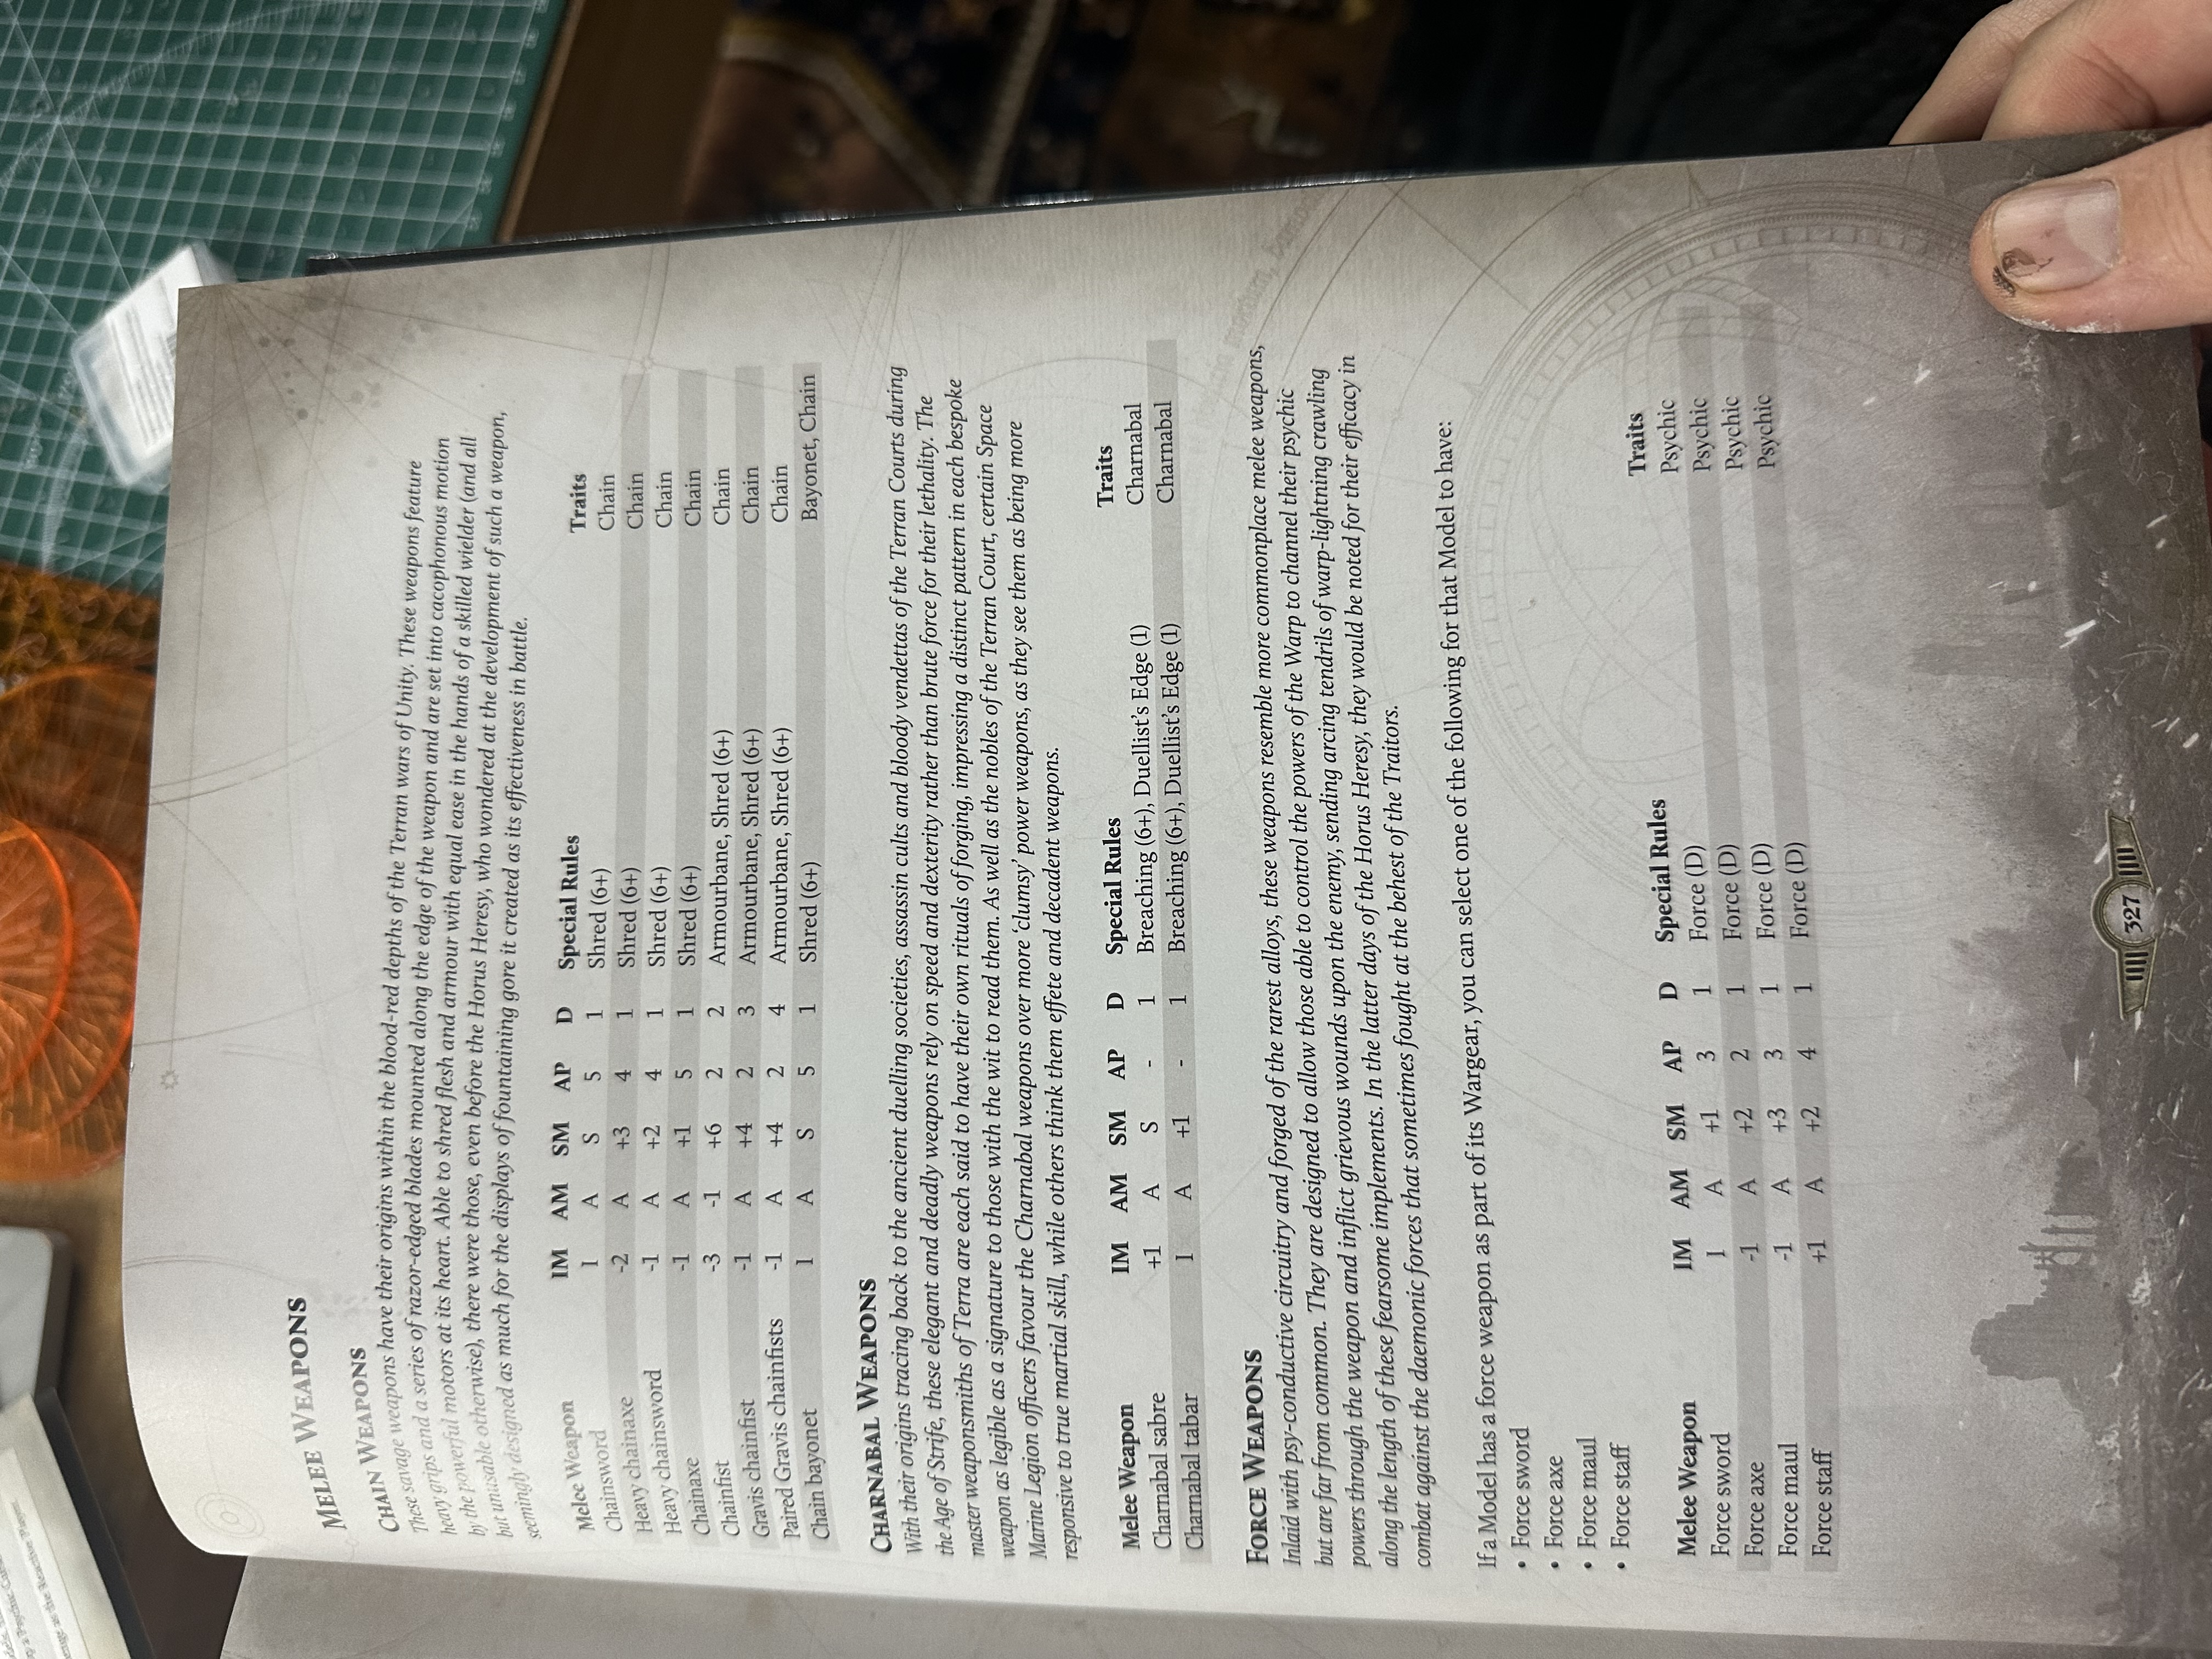 up a Psychic
enge as the Reactive Player.
MELEE WEAPONS
CHAIN WEAPONS
These savage weapons have their origins within the blood-red depths of the Terran wars of Unity. These weapons feature
heavy grips and a series of razor-edged blades mounted along the edge of the weapon and are set into cacophonous motion
by the powerful motors at its heart. Able to shred flesh and armour with equal ease in the hands of a skilled wielder (and all
but unusable otherwise), there were those, even before the Horus Heresy, who wondered at the development of such a weapon,
seemingly designed as much for the displays of fountaining gore it created as its effectiveness in battle.
Melee Weapon IM AM SM AP D Special Rules Traits
Chainsword I A S 5 1 Shred (6+) Chain
Heavy chainaxe -2 A +3 4 1 Shred (6+) Chain
Heavy chainsword -1 A +2 4 1 Shred (6+) Chain
Chainaxe -1 A +1 5 1 Shred (6+) Chain
Chainfist -3 -1 +6 2 2 Armourbane, Shred (6+) Chain
Gravis chainfist -1 A +4 2 3 Armourbane, Shred (6+) Chain
Paired Gravis chainfists -1 A +4 2 4 Armourbane, Shred (6+) Chain
Chain bayonet I A S 5 1 Shred (6+) Bayonet, Chain
CHARNABAL WEAPONS
With their origins tracing back to the ancient duelling societies, assassin cults and bloody vendettas of the Terran Courts during
the Age of Strife, these elegant and deadly weapons rely on speed and dexterity rather than brute force for their lethality. The
master weaponsmiths of Terra are each said to have their own rituals of forging, impressing a distinct pattern in each bespoke
weapon as legible as a signature to those with the wit to read them. As well as the nobles of the Terran Court, certain Space
Marine Legion officers favour the Charnabal weapons over more ‘clumsy’ power weapons, as they see them as being more
responsive to true martial skill, while others think them effete and decadent weapons.
Melee Weapon IM AM SM AP D Special Rules Traits
Charnabal sabre +1 A S - 1 Breaching (6+), Duellist’s Edge (1) Charnabal
Charnabal tabar I A +1 - 1 Breaching (6+), Duellist’s Edge (1) Charnabal
FORCE WEAPONS
Inlaid with psy-conductive circuitry and forged of the rarest alloys, these weapons resemble more commonplace melee weapons,
but are far from common. They are designed to allow those able to control the powers of the Warp to channel their psychic
powers through the weapon and inflict grievous wounds upon the enemy, sending arcing tendrils of warp-lightning crawling
along the length of these fearsome implements. In the latter days of the Horus Heresy, they would be noted for their efficacy in
combat against the daemonic forces that sometimes fought at the behest of the Traitors.
If a Model has a force weapon as part of its Wargear, you can select one of the following for that Model to have:
• Force sword
• Force axe
• Force maul
• Force staff
Melee Weapon IM AM SM AP D Special Rules Traits
Force sword I A +1 3 1 Force (D) Psychic
Force axe -1 A +2 2 1 Force (D) Psychic
Force maul -1 A +3 3 1 Force (D) Psychic
Force staff +1 A +2 4 1 Force (D) Psychic
327